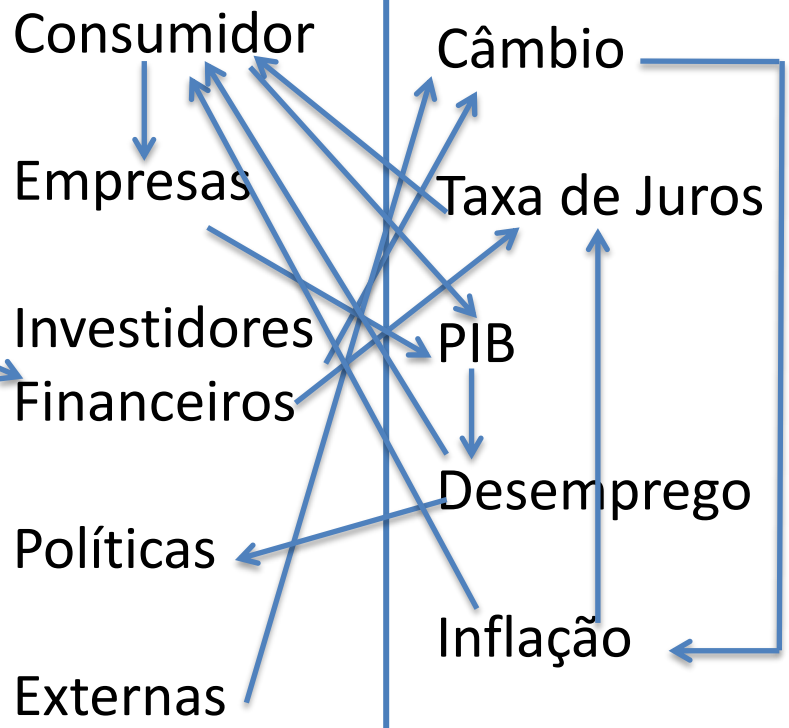 Consumidor
Empresas
Investidores
Financeiros
Políticas
Externas
Câmbio
Taxa de Juros
PIB
Desemprego
Inflação